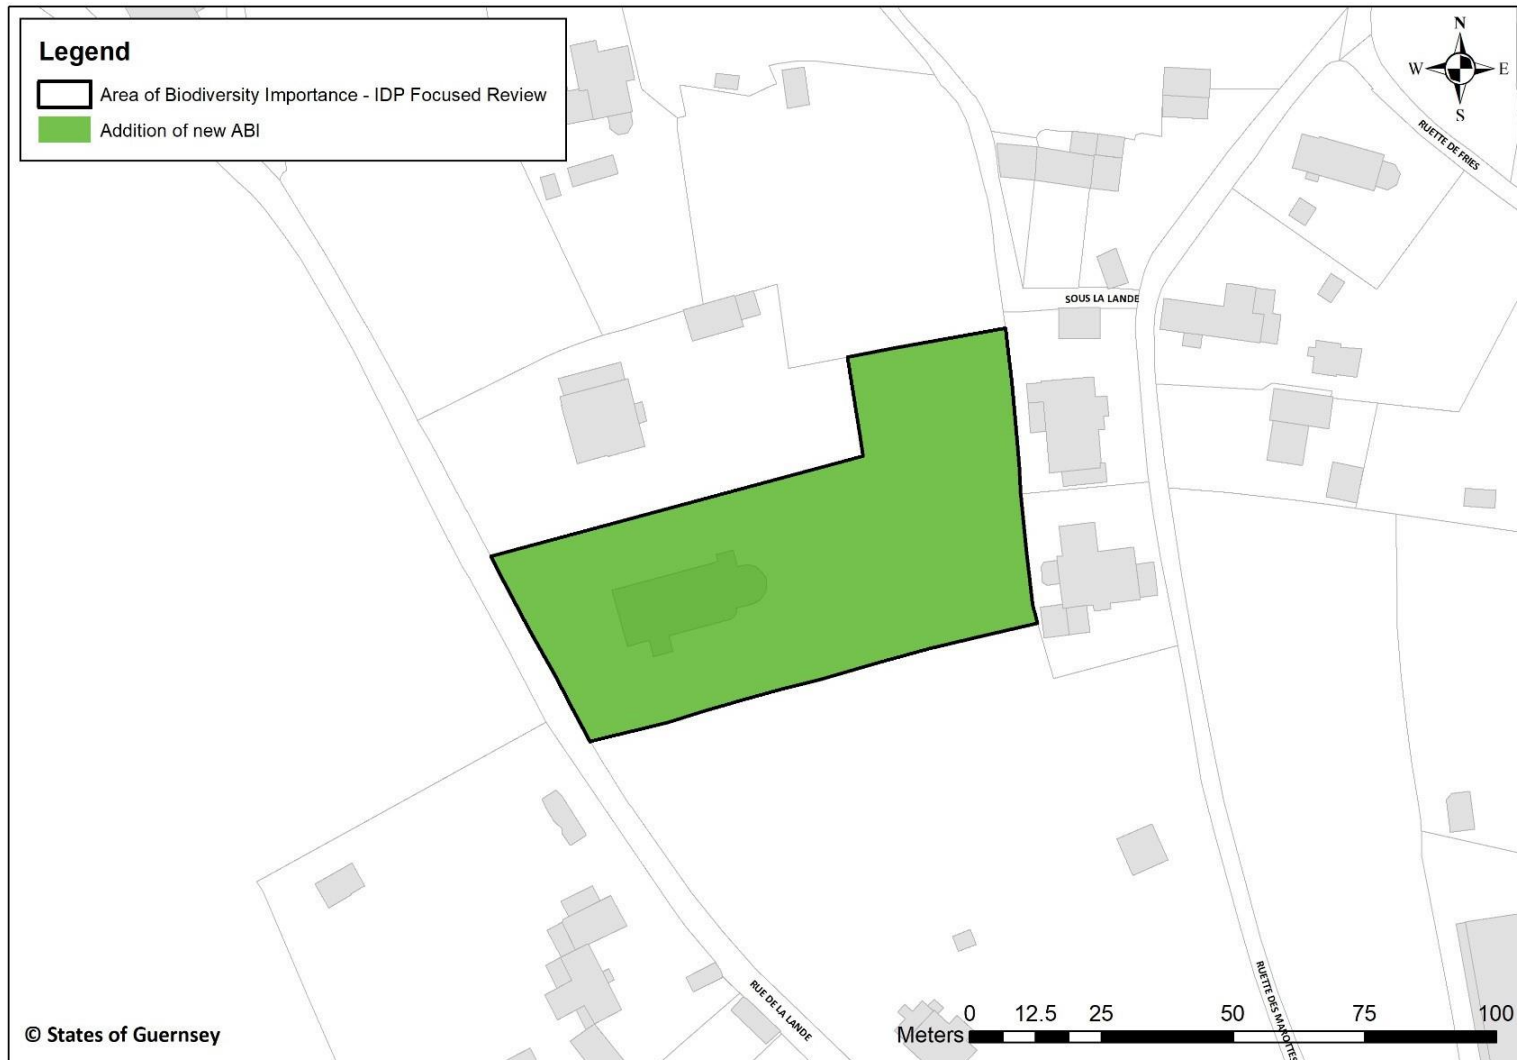 Legend
Area of Biodiversity Importance - IDP Focused Review
Addition of new ABI
N
W E
S
RUETTE DE FRIES
SOUS LA LANDE
RUE DE LA LANDE
RUETTE DES MAROTTES
© States of Guernsey
0 12.5 25 50 75 100
Meters